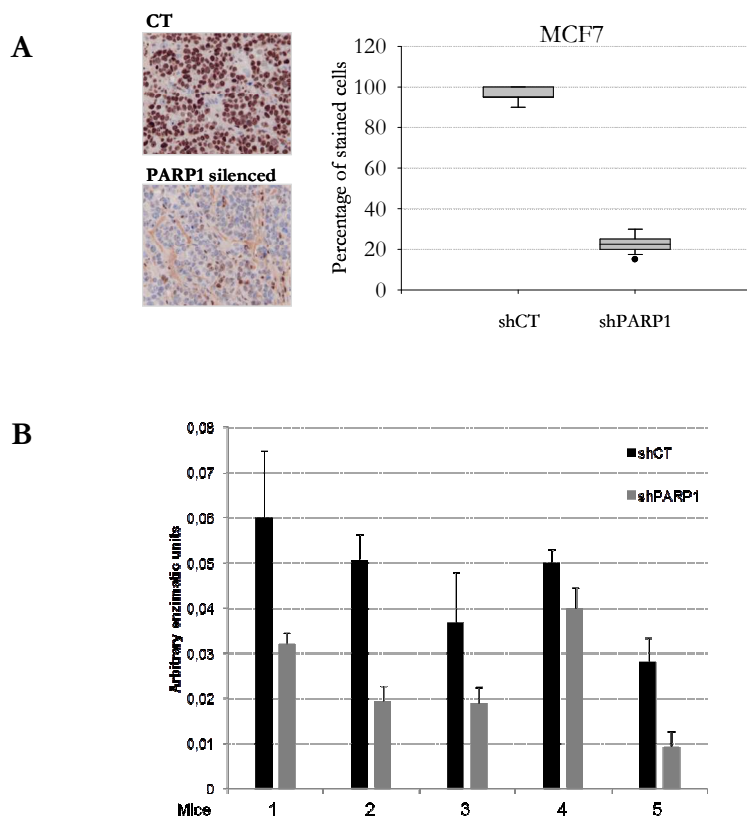 A
CT
PARP1 silenced
MCF7
Percentage of stained cells
120
100
80
60
40
20
0
shCT shPARP1
B
Arbitrary enzimatic units
0,08
0,07
0,06
0,05
0,04
0,03
0,02
0,01
0
shCT
shPARP1
Mice 1 2 3 4 5